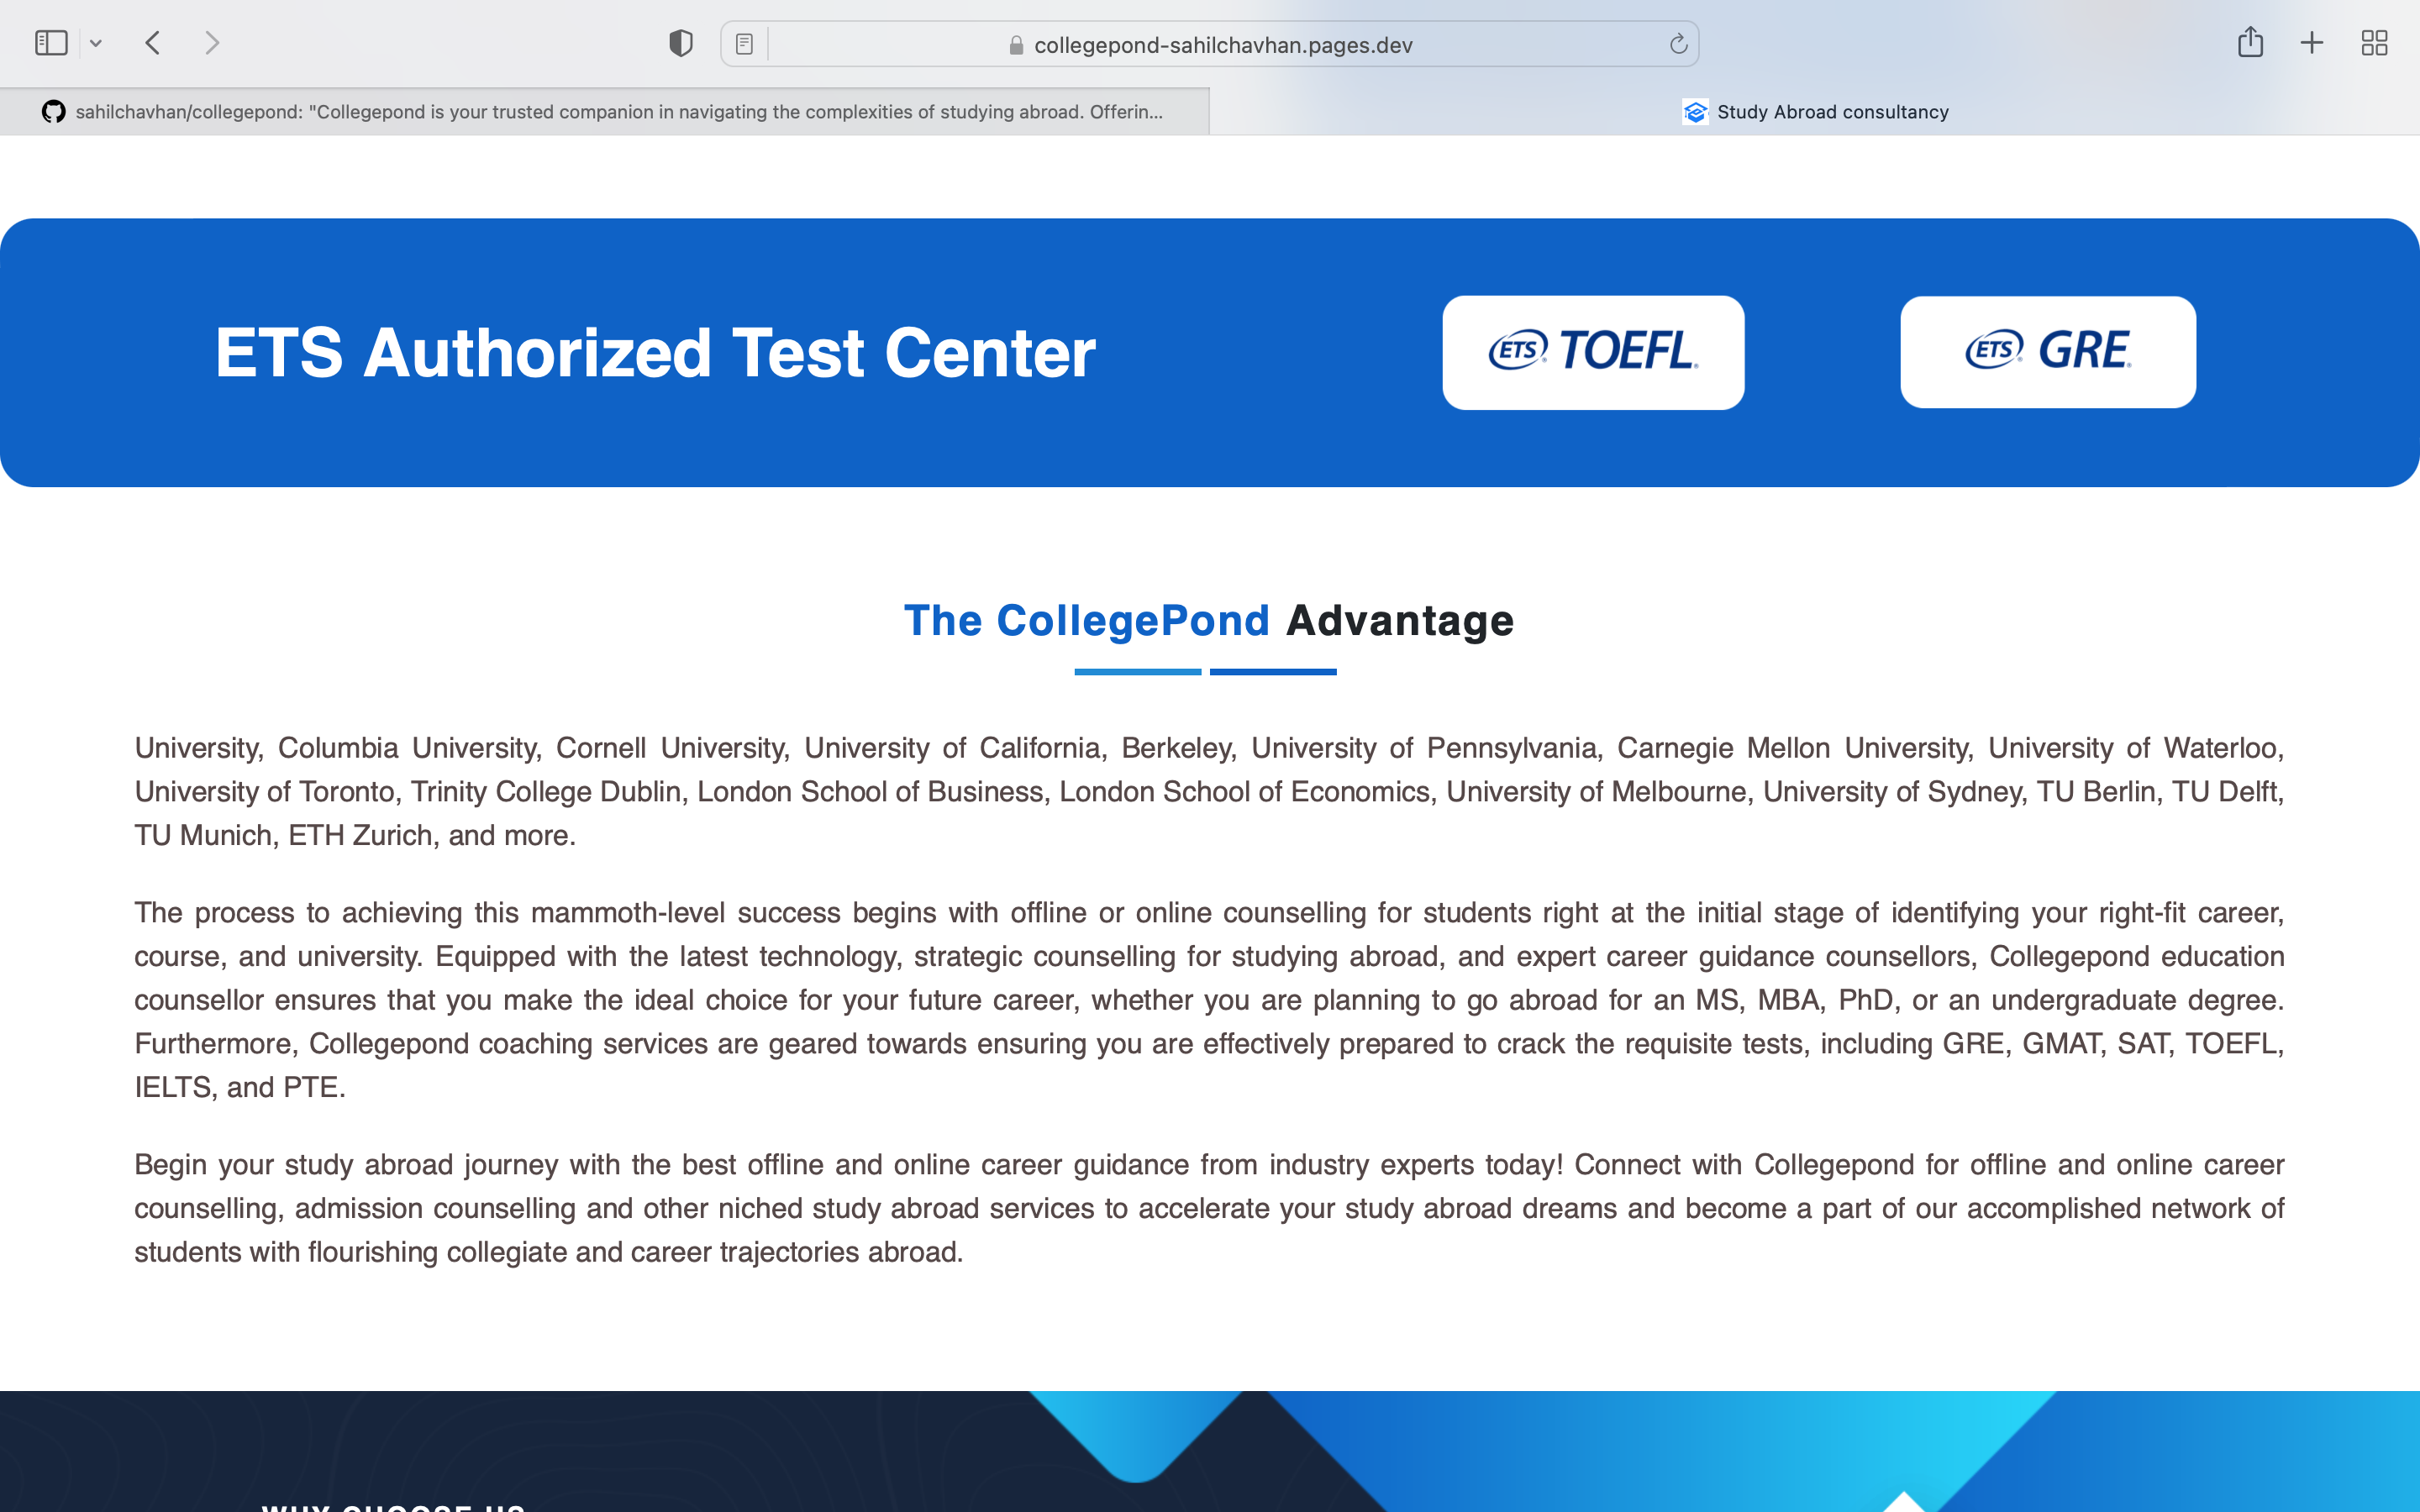 collegepond-sahilchavhan.pages.dev
sahilchavhan/collegepond: "Collegepond is your trusted companion in navigating the complexities of studying abroad. Offerin...
Study Abroad consultancy
ETS Authorized Test Center
ETS® TOEFL®
ETS® GRE®
The CollegePond Advantage
University, Columbia University, Cornell University, University of California, Berkeley, University of Pennsylvania, Carnegie Mellon University, University of Waterloo,
University of Toronto, Trinity College Dublin, London School of Business, London School of Economics, University of Melbourne, University of Sydney, TU Berlin, TU Delft,
TU Munich, ETH Zurich, and more.
The process to achieving this mammoth-level success begins with offline or online counselling for students right at the initial stage of identifying your right-fit career,
course, and university. Equipped with the latest technology, strategic counselling for studying abroad, and expert career guidance counsellors, Collegepond education
counsellor ensures that you make the ideal choice for your future career, whether you are planning to go abroad for an MS, MBA, PhD, or an undergraduate degree.
Furthermore, Collegepond coaching services are geared towards ensuring you are effectively prepared to crack the requisite tests, including GRE, GMAT, SAT, TOEFL,
IELTS, and PTE.
Begin your study abroad journey with the best offline and online career guidance from industry experts today! Connect with Collegepond for offline and online career
counselling, admission counselling and other niched study abroad services to accelerate your study abroad dreams and become a part of our accomplished network of
students with flourishing collegiate and career trajectories abroad.
WHY CHOOSE US